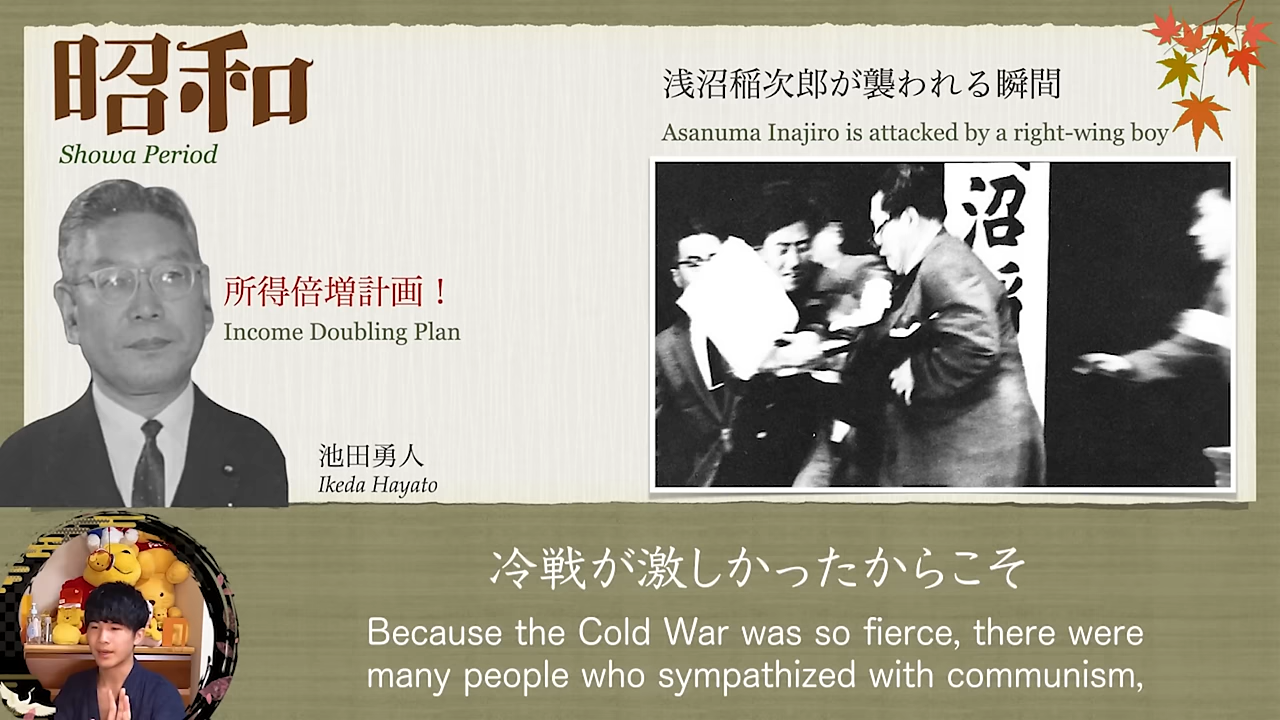 昭和
Showa Period
所得倍増計画！
Income Doubling Plan
池田勇人
Ikeda Hayato
浅沼稲次郎が襲われる瞬間
Asanuma Inajiro is attacked by a right-wing boy
沼
冷戦が激しかったからこそ
Because the Cold War was so fierce, there were
many people who sympathized with communism,